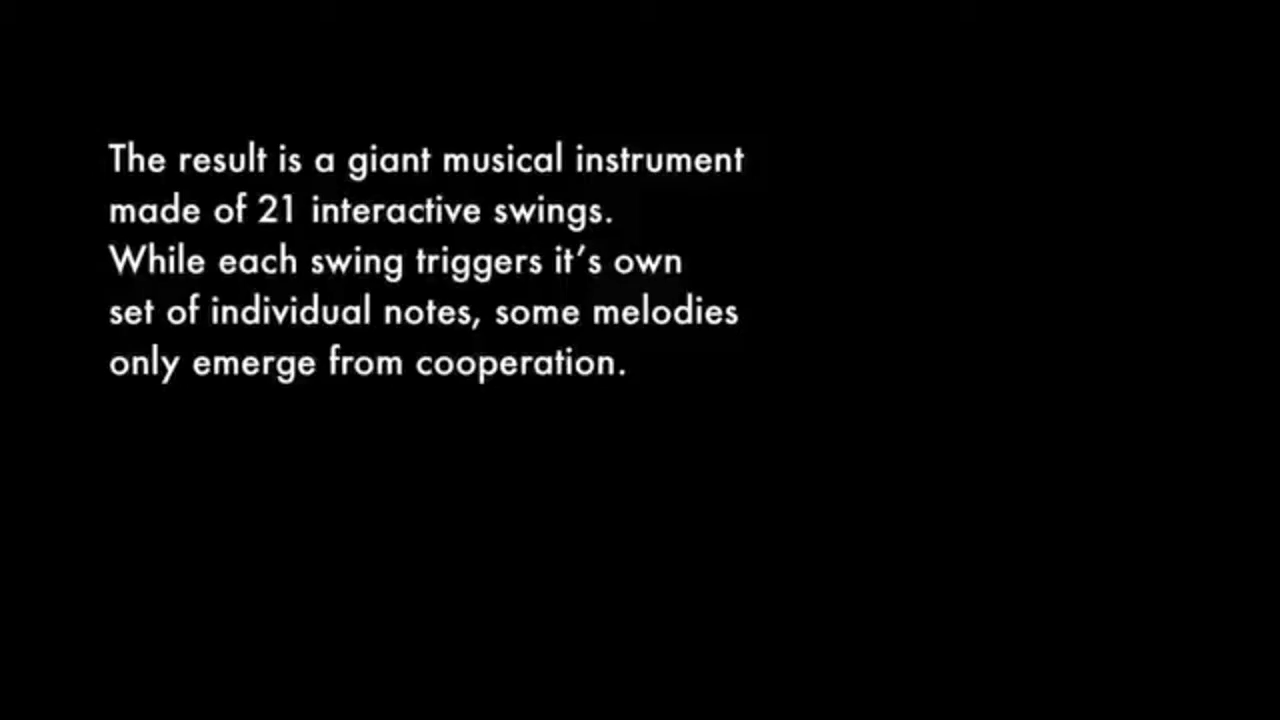 The result is a giant musical instrument
made of 21 interactive swings.
While each swing triggers it’s own
set of individual notes, some melodies
only emerge from cooperation.